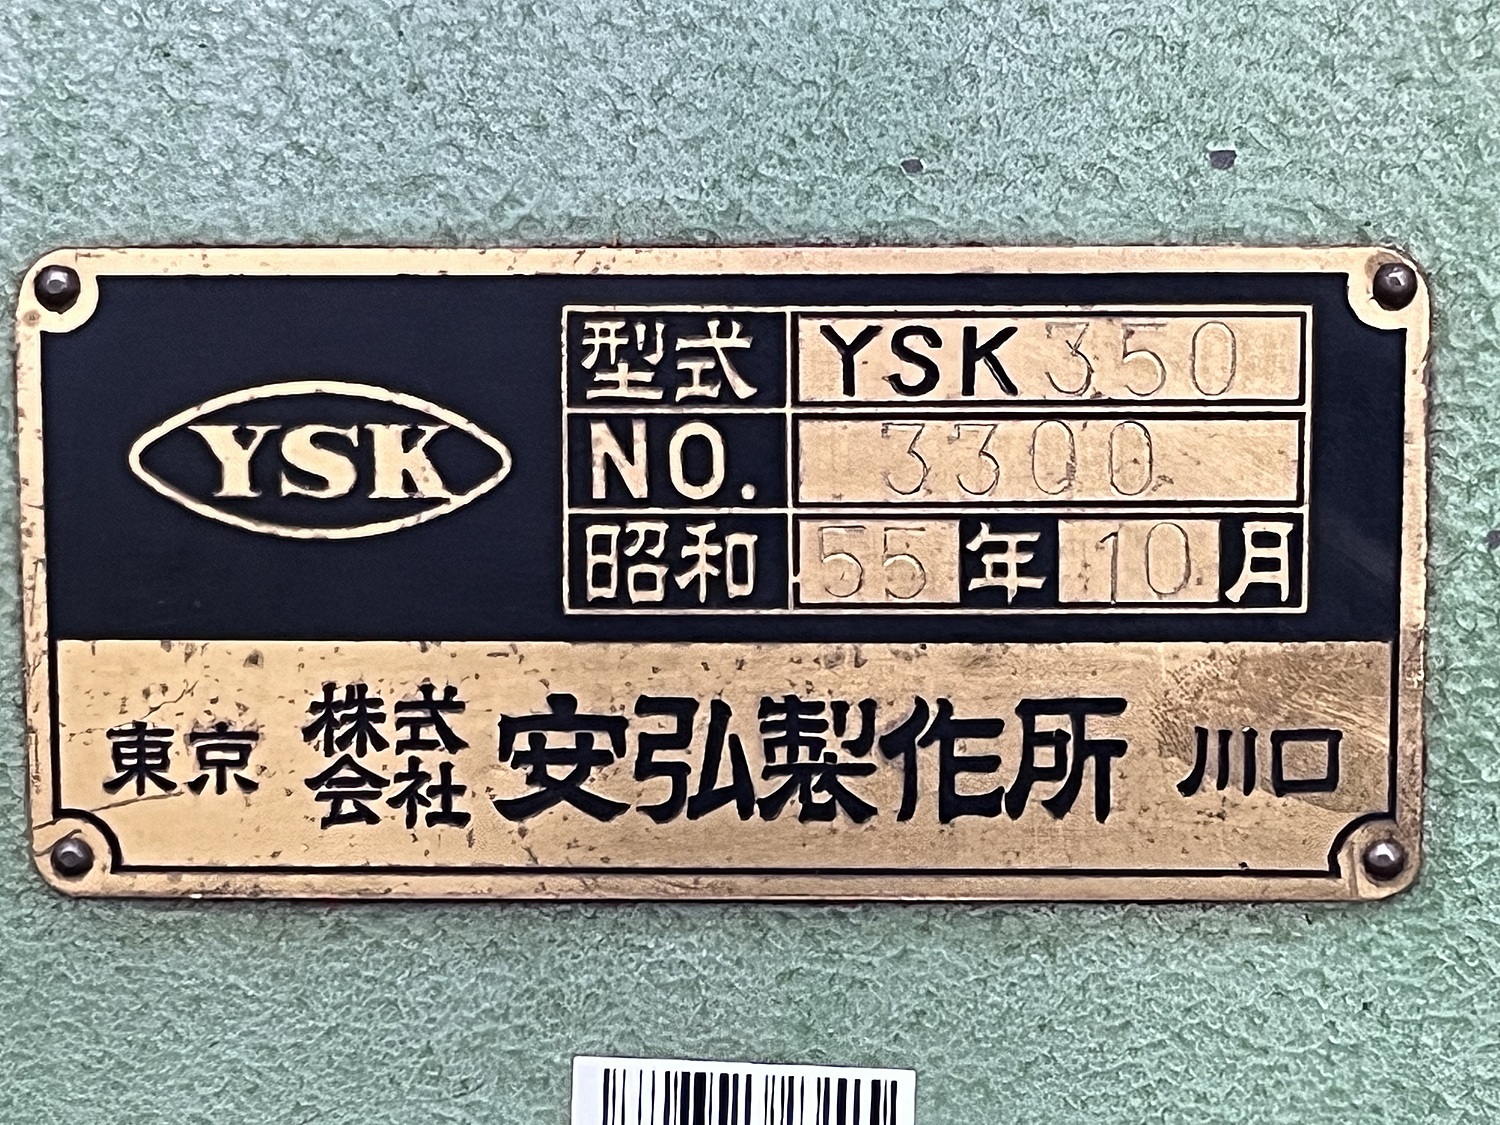 YSK
型式 YSK350
NO. 3300
昭和 55年 10月
東京 株式会社 安弘製作所 川口